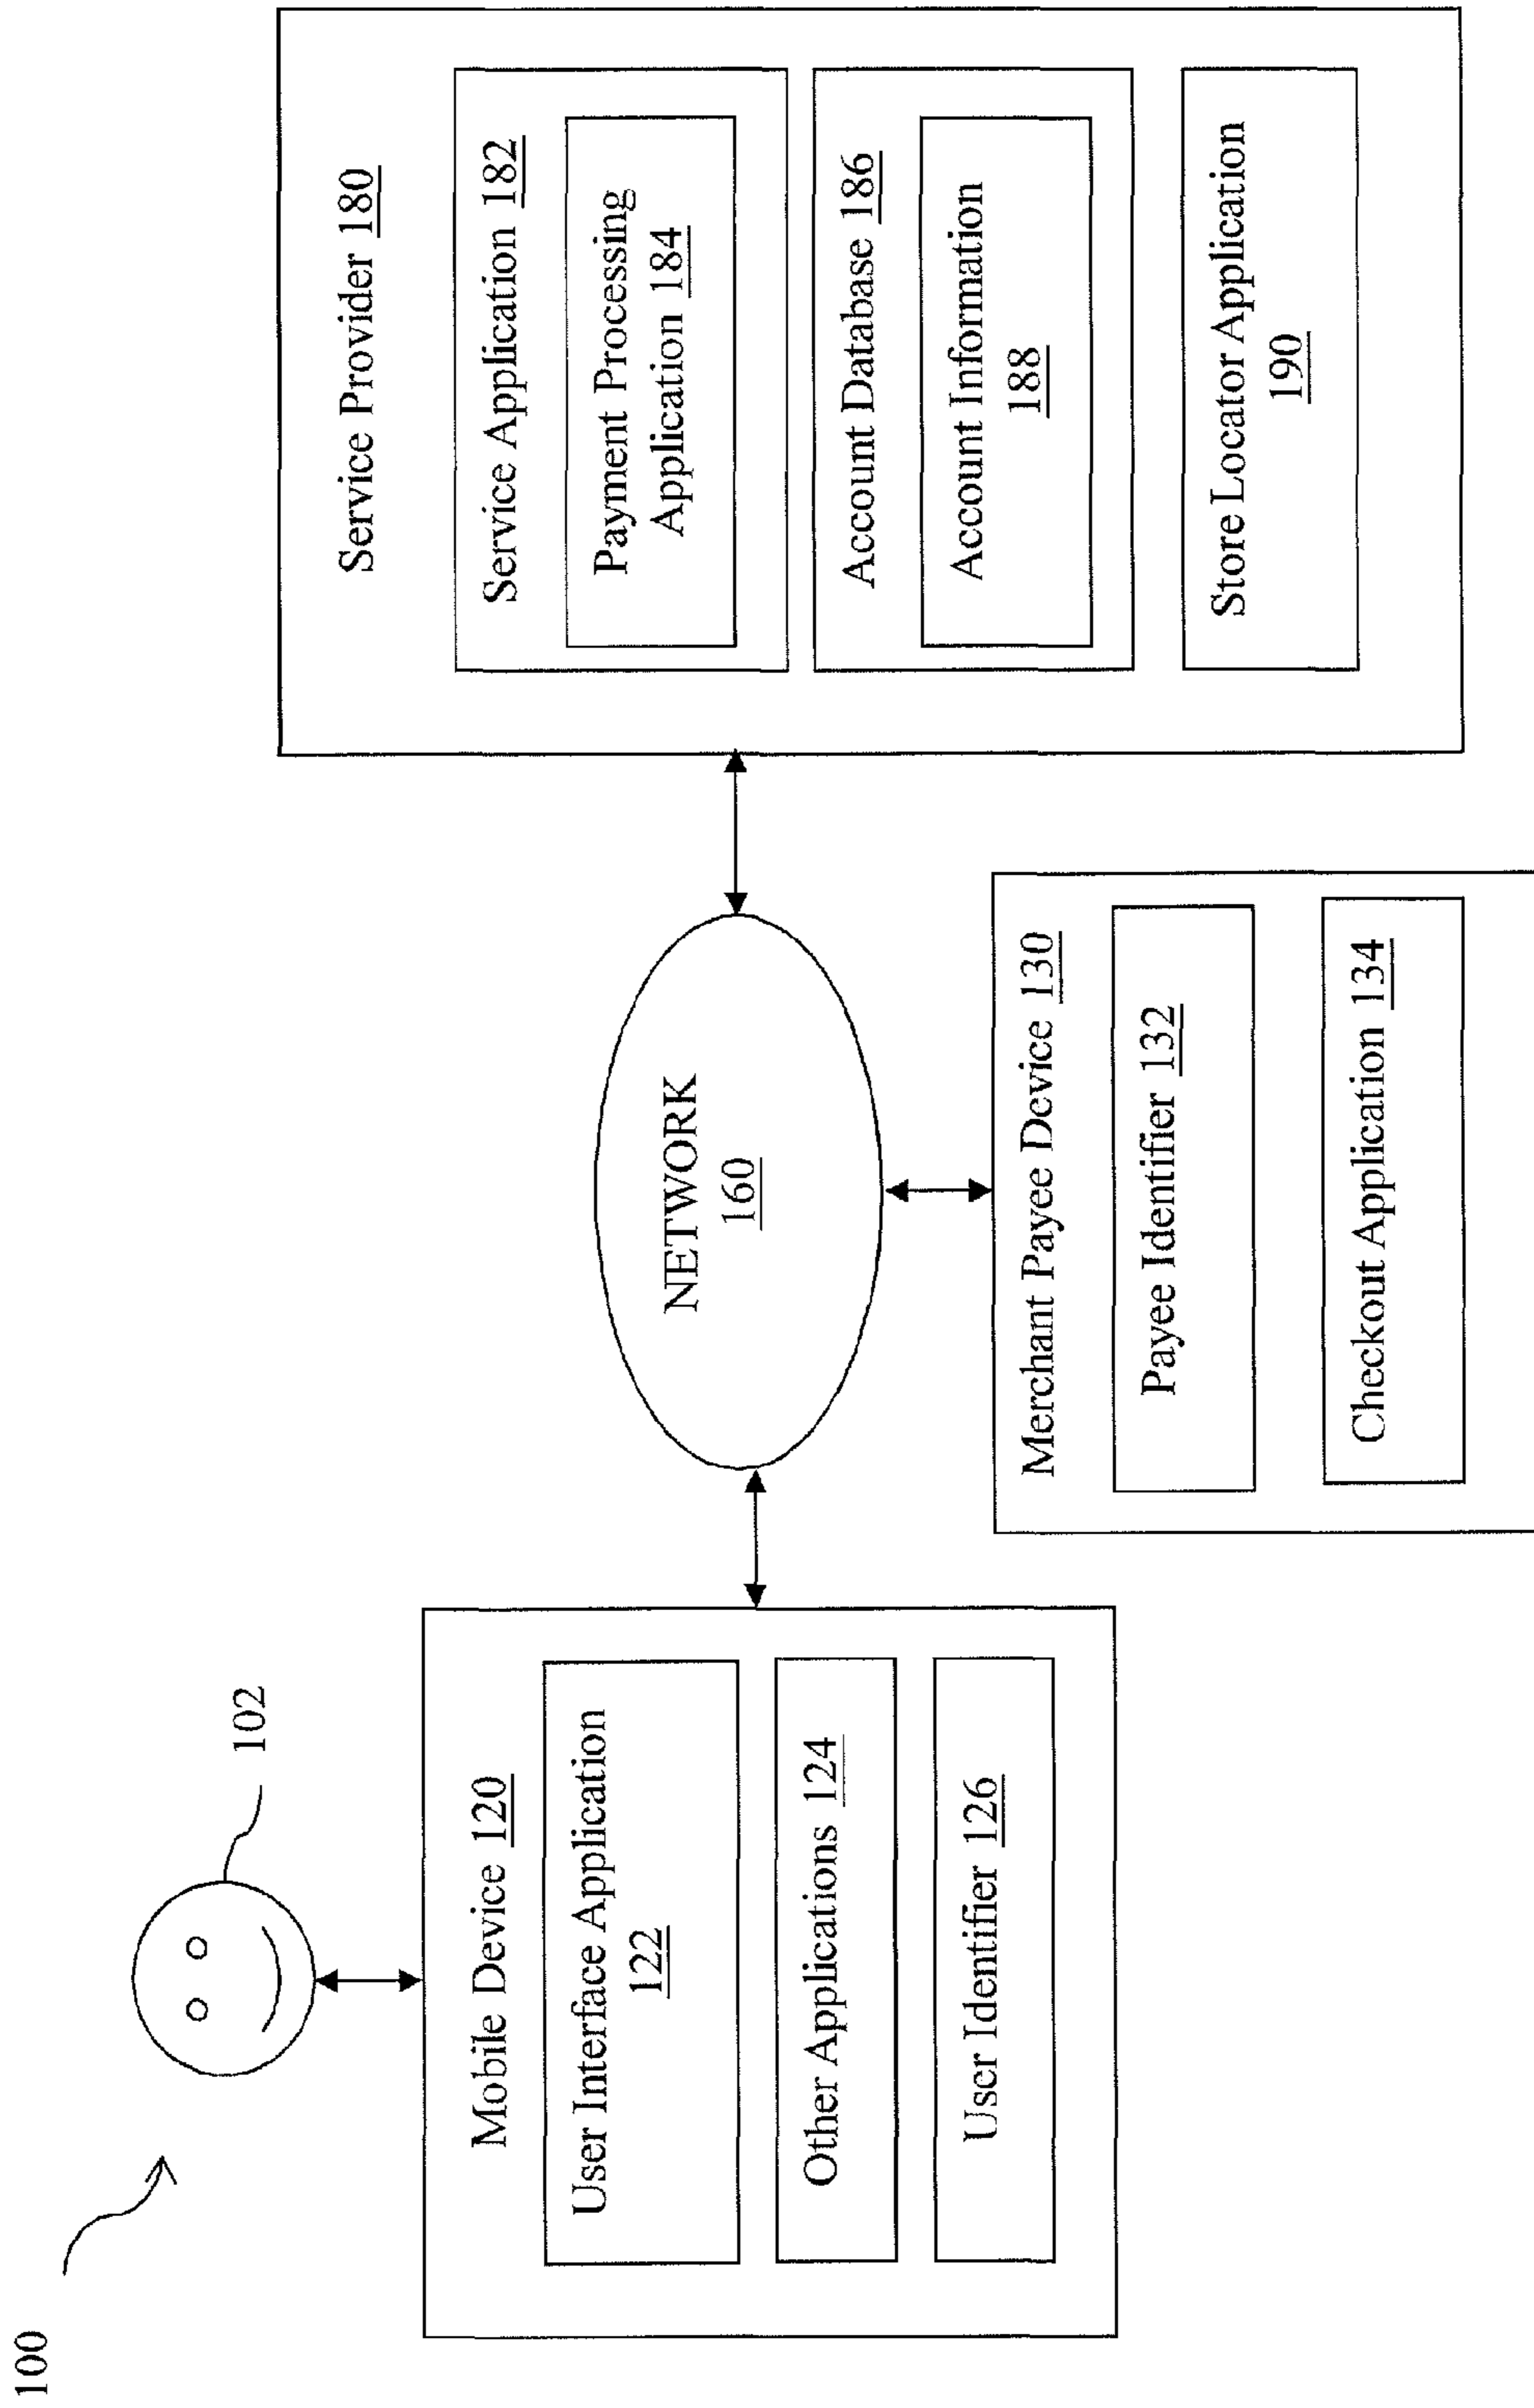 100
102
Mobile Device 120
User Interface Application
122
Other Applications 124
User Identifier 126
NETWORK
160
Merchant Payee Device 130
Payee Identifier 132
Checkout Application 134
Service Provider 180
Service Application 182
Payment Processing
Application 184
Account Database 186
Account Information
188
Store Locator Application
190